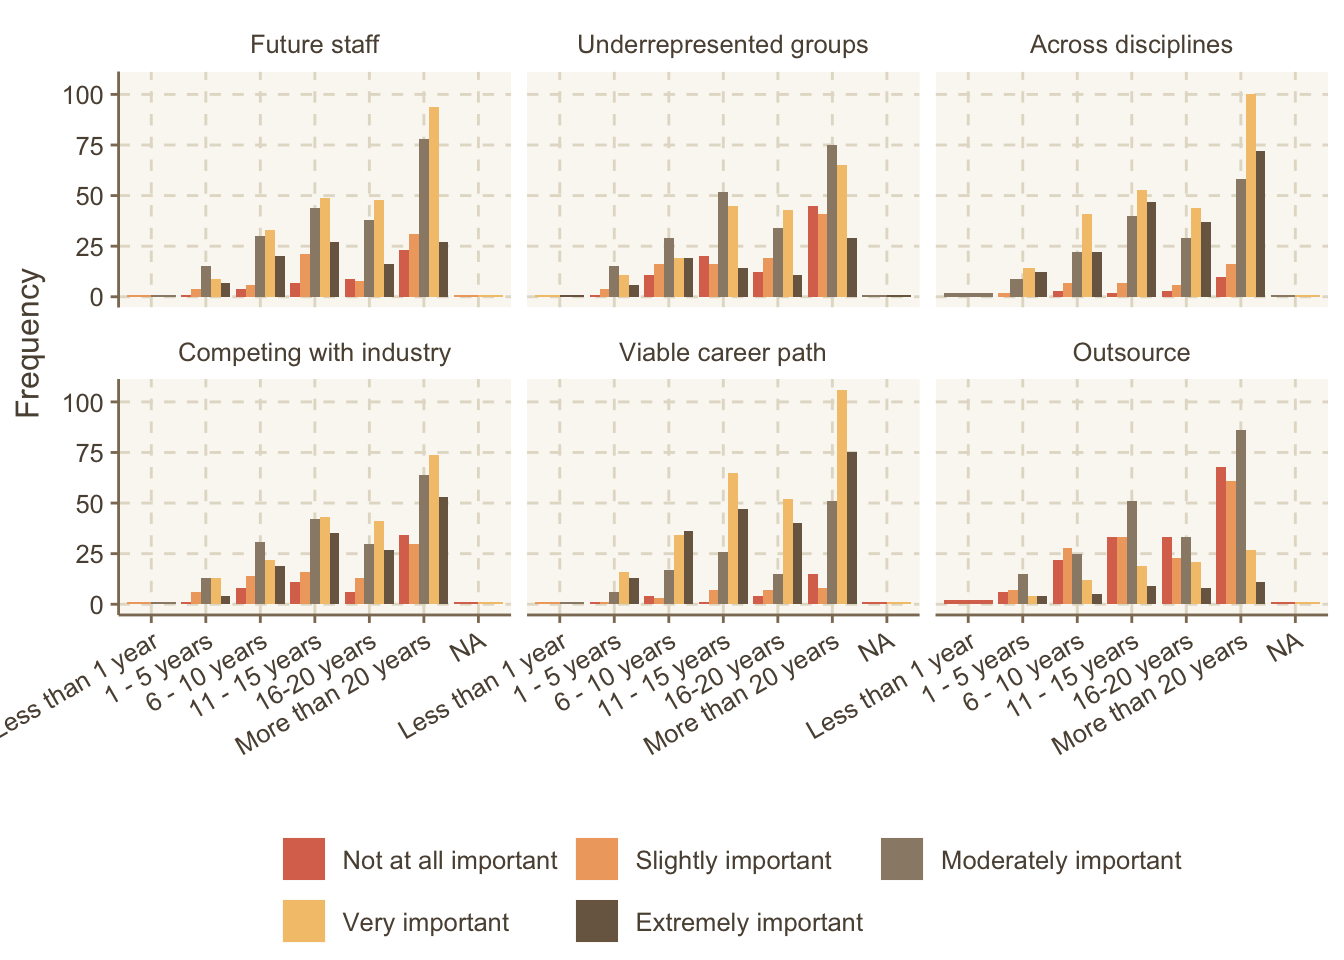 Future staff
Underrepresented groups
Across disciplines
100
75
50
25
0
Frequency
Competing with industry
Viable career path
Outsource
100
75
50
25
0
Less than 1 year
1 - 5 years
6 - 10 years
11 - 15 years
16-20 years
More than 20 years
NA
Less than 1 year
1 - 5 years
6 - 10 years
11 - 15 years
16-20 years
More than 20 years
NA
Less than 1 year
1 - 5 years
6 - 10 years
11 - 15 years
16-20 years
More than 20 years
NA
Not at all important
Slightly important
Moderately important
Very important
Extremely important